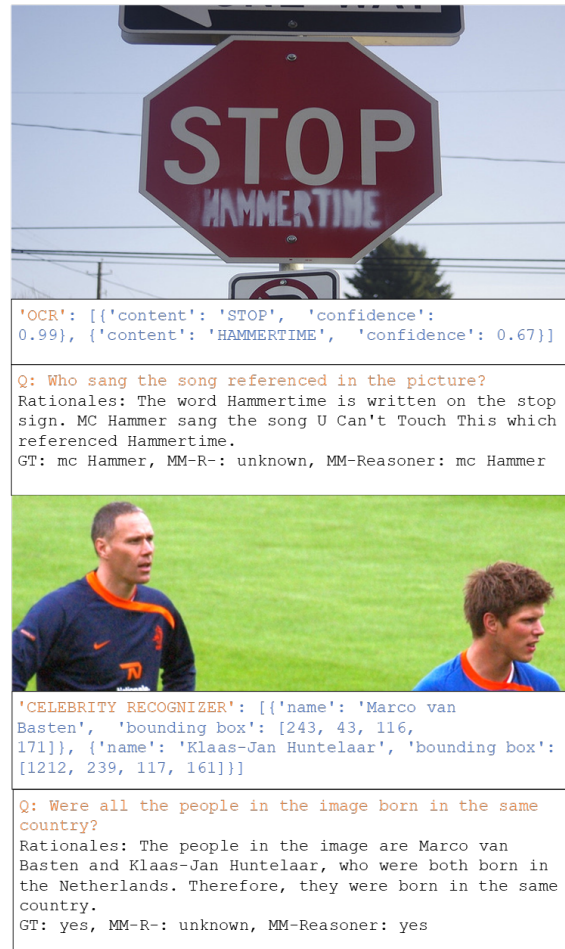 ONE WAY
STOP
HAMMERTIME
'OCR': [{'content': 'STOP',  'confidence':
0.99}, {'content': 'HAMMERTIME',  'confidence': 0.67}]
Q: Who sang the song referenced in the picture?
Rationales: The word Hammertime is written on the stop
sign. MC Hammer sang the song U Can't Touch This which
referenced Hammertime.
GT: mc Hammer, MM-R-: unknown, MM-Reasoner: mc Hammer
'CELEBRITY RECOGNIZER': [{'name': 'Marco van
Basten',  'bounding box': [243, 43, 116,
171]}, {'name': 'Klaas-Jan Huntelaar', 'bounding box':
[1212, 239, 117, 161]}]
Q: Were all the people in the image born in the same
country?
Rationales: The people in the image are Marco van
Basten and Klaas-Jan Huntelaar, who were both born in
the Netherlands. Therefore, they were born in the same
country.
GT: yes, MM-R-: unknown, MM-Reasoner: yes